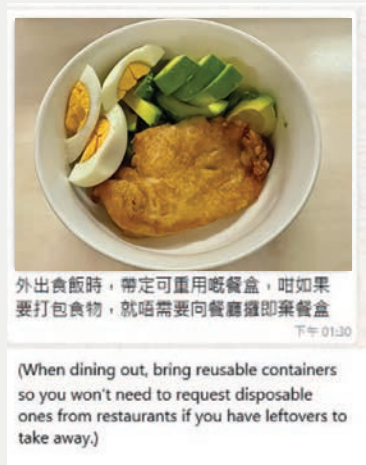 外出食飯時，帶定可重用嘅餐盒，咁如果
要打包食物，就唔需要向餐廳攞即棄餐盒
下午 01:30
(When dining out, bring reusable containers
so you won't need to request disposable
ones from restaurants if you have leftovers to
take away.)